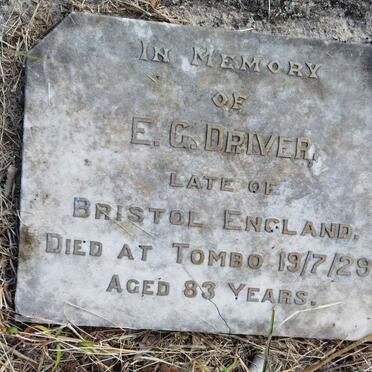 IN MEMORY
OF
E. G. DRIVER.
LATE OF
BRISTOL ENGLAND.
DIED AT TOMBO 19/7/29
AGED 83 YEARS.